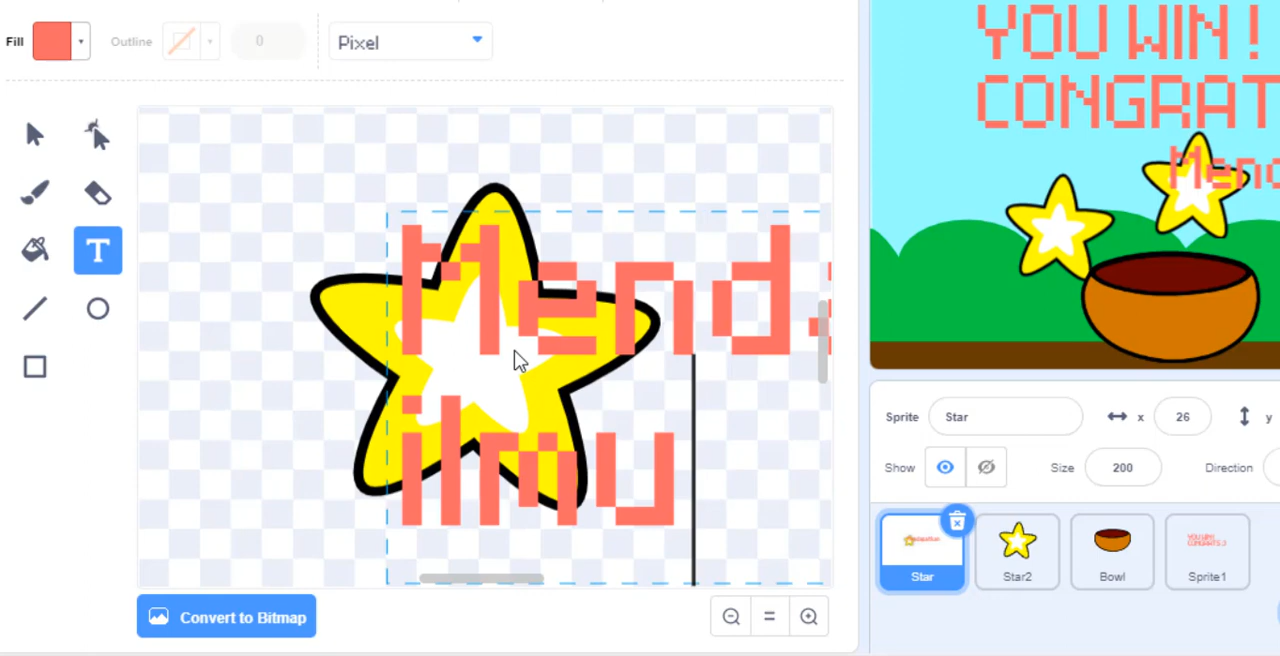 Fill
Outline
0
Pixel
T
YOU WIN!
CONGRAT
Mend
ilmu
Convert to Bitmap
Sprite
Star
x
26
y
Show
Size
200
Direction
Star
Star2
Bowl
Sprite1